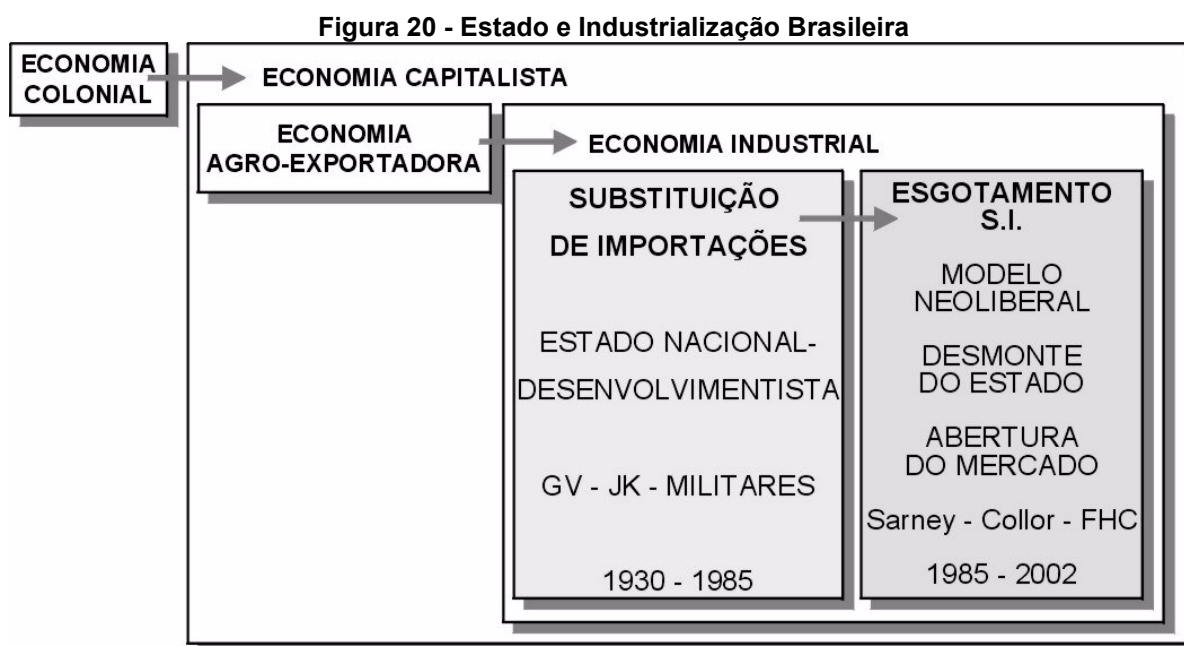 Figura 20 - Estado e Industrialização Brasileira
ECONOMIA
COLONIAL
ECONOMIA CAPITALISTA
ECONOMIA
AGRO-EXPORTADORA
ECONOMIA INDUSTRIAL
SUBSTITUIÇÃO
DE IMPORTAÇÕES
ESTADO NACIONAL-
DESENVOLVIMENTISTA
GV - JK - MILITARES
1930 - 1985
ESGOTAMENTO
S.I.
MODELO
NEOLIBERAL
DESMONTE
DO ESTADO
ABERTURA
DO MERCADO
Sarney - Collor - FHC
1985 - 2002